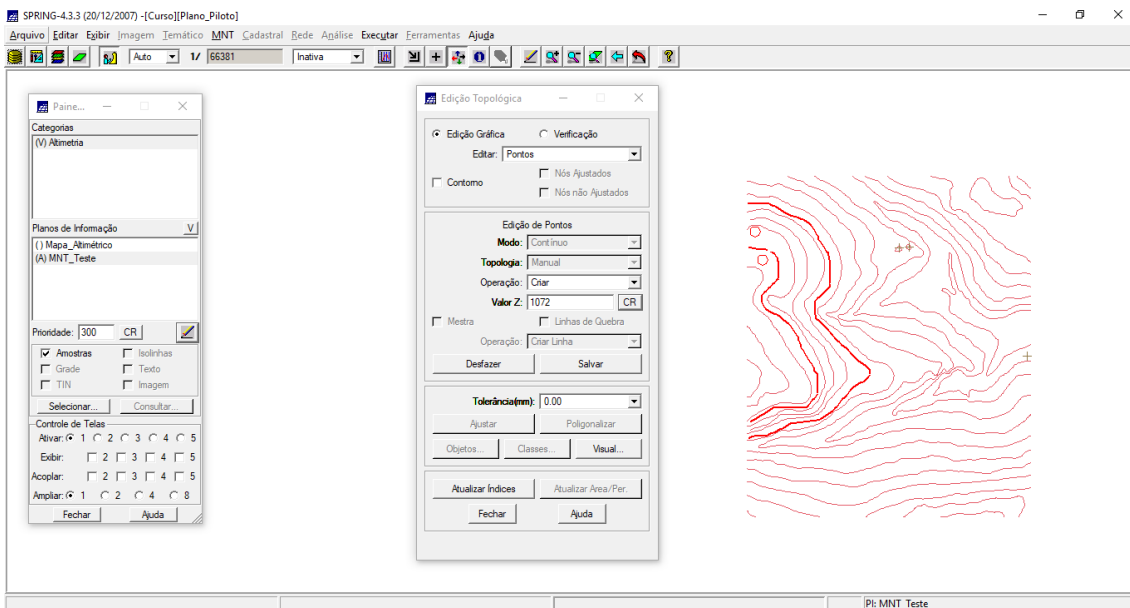 SPRING-4.3.3 (20/12/2007) -[Curso][Plano_Piloto]
Arquivo Editar Exibir Imagem Temático MNT Cadastral Rede Análise Executar Ferramentas Ajuda
Auto 1/ 66381 Inativa
Paine...
Categorias
(V) Altimetria
Planos de Informação V
( ) Mapa_Altimétrico
(A) MNT_Teste
Prioridade: 300 CR
Amostras Isolinhas
Grade Texto
TIN Imagem
Selecionar... Consultar...
Controle de Telas
Ativar: 1 2 3 4 5
Exibir: 2 3 4 5
Acoplar: 2 3 4 5
Ampliar: 1 2 4 8
Fechar Ajuda
Edição Topológica
Edição Gráfica Verificação
Editar: Pontos
Contorno
Nós Ajustados
Nós não Ajustados
Edição de Pontos
Modo: Contínuo
Topologia: Manual
Operação: Criar
Valor Z: 1072 CR
Mestra Linhas de Quebra
Operação: Criar Linha
Desfazer Salvar
Tolerância(mm): 0.00
Ajustar Poligonalizar
Objetos... Classes... Visual...
Atualizar Índices Atualizar Area/Per.
Fechar Ajuda
PI: MNT_Teste